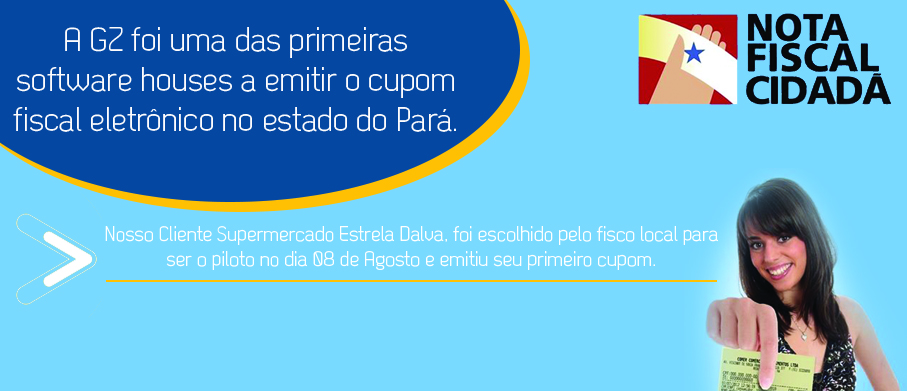 A GZ foi uma das primeiras
software houses a emitir o cupom
fiscal eletrônico no estado do Pará.
NOTA
FISCAL
CIDADÃ
Nosso Cliente Supermercado Estrela Dalva, foi escolhido pelo fisco local para
ser o piloto no dia 08 de Agosto e emitiu seu primeiro cupom.